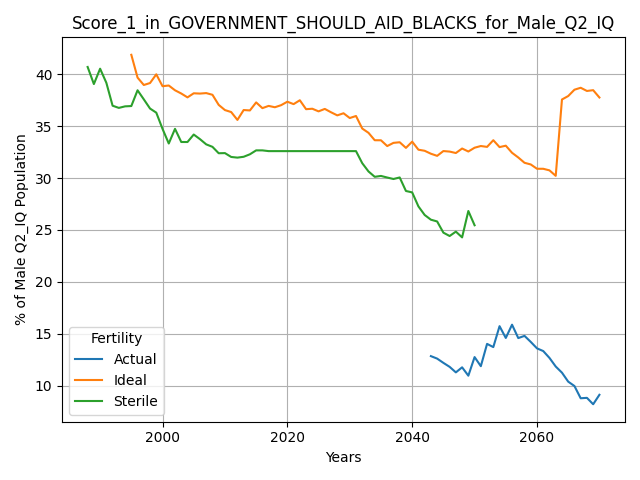 Score_1_in_GOVERNMENT_SHOULD_AID_BLACKS_for_Male_Q2_IQ
% of Male Q2_IQ Population
40
35
30
25
20
15
10
Fertility
Actual
Ideal
Sterile
2000
2020
2040
2060
Years